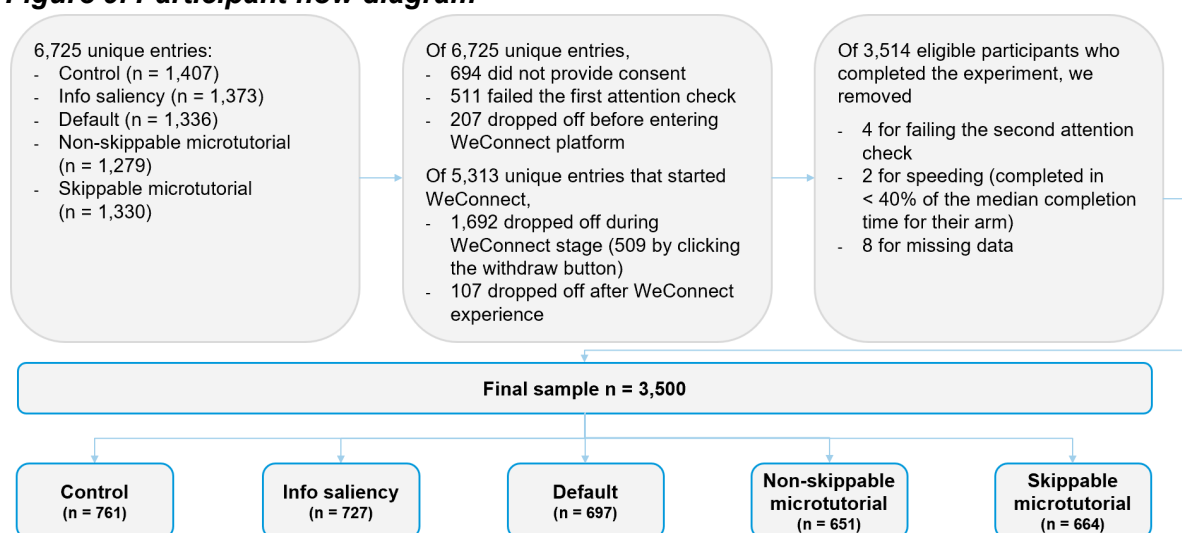 Figure 9. Participant flow diagram
6,725 unique entries:
- Control (n = 1,407)
- Info saliency (n = 1,373)
- Default (n = 1,336)
- Non-skippable microtutorial
(n = 1,279)
- Skippable microtutorial
(n = 1,330)
Of 6,725 unique entries,
- 694 did not provide consent
- 511 failed the first attention check
- 207 dropped off before entering
WeConnect platform
Of 5,313 unique entries that started
WeConnect,
- 1,692 dropped off during
WeConnect stage (509 by clicking
the withdraw button)
- 107 dropped off after WeConnect
experience
Of 3,514 eligible participants who
completed the experiment, we
removed
- 4 for failing the second attention
check
- 2 for speeding (completed in
< 40% of the median completion
time for their arm)
- 8 for missing data
Final sample n = 3,500
Control
(n = 761)
Info saliency
(n = 727)
Default
(n = 697)
Non-skippable
microtutorial
(n = 651)
Skippable
microtutorial
(n = 664)